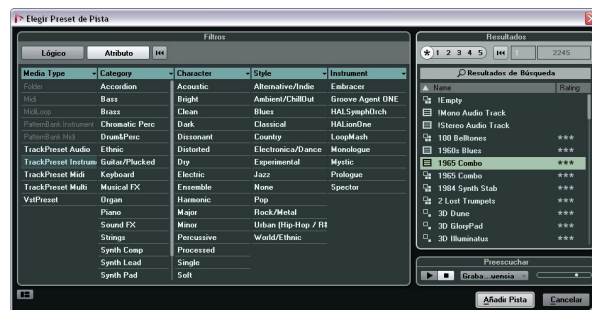 Elegir Preset de Pista
Filtros
Lógico Atributo
Media Type Category Character Style Instrument
Folder Accordion Acoustic Alternative/Indie Embracer
Midi Bass Bright Ambient/ChillOut Groove Agent ONE
MidiLoop Brass Clean Blues HALSymphOrch
PatternBank Instrument Chromatic Perc Dark Classical HALionOne
PatternBank Midi Drum&Perc Dissonant Country LoopMash
TrackPreset Audio Ethnic Distorted Electronica/Dance Monologue
TrackPreset Instrum Guitar/Plucked Dry Experimental Mystic
TrackPreset Midi Keyboard Electric Jazz Prologue
TrackPreset Multi Musical FX Ensemble None Spector
VstPreset Organ Harmonic Pop
Piano Major Rock/Metal
Sound FX Minor Urban (Hip-Hop / R
Strings Percussive World/Ethnic
Synth Comp Processed
Synth Lead Single
Synth Pad Soft
Resultados
* 1 2 3 4 5 1 2245
Resultados de Búsqueda
Name Rating
!Empty
!Mono Audio Track
!Stereo Audio Track
100 Belltones ***
1960s Blues ***
1965 Combo ***
1965 Combo ***
1984 Synth Stab ***
2 Lost Trumpets ***
3D Dune ***
3D GloryPad ***
3D Illuminatus ***
Preescuchar
Graba...uencia
Añadir Pista Cancelar